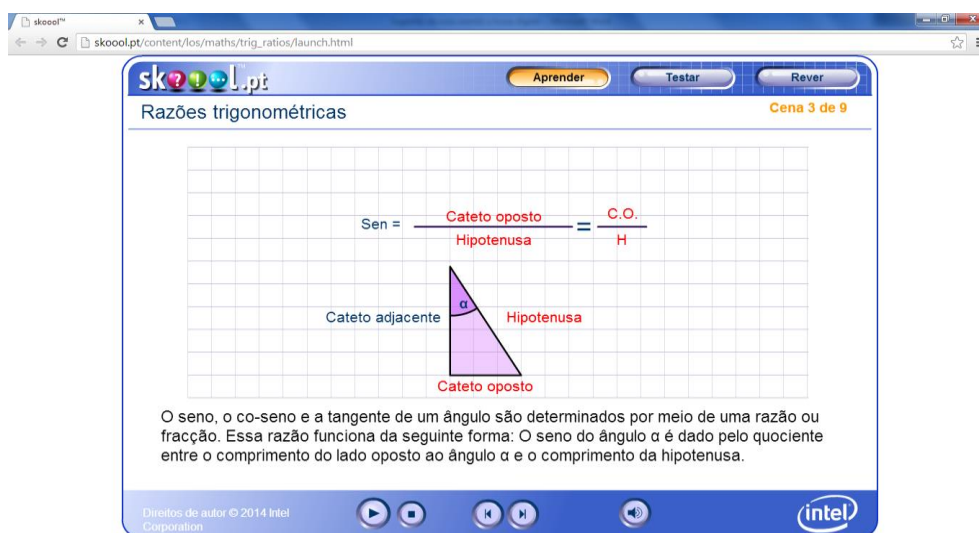 skoool™
skoool.pt/content/los/maths/trig_ratios/launch.html
sk???l.pt
Aprender
Testar
Rever
Razões trigonométricas
Cena 3 de 9
Sen = Cateto oposto = C.O.
Hipotenusa H
α
Cateto adjacente
Hipotenusa
Cateto oposto
O seno, o co-seno e a tangente de um ângulo são determinados por meio de uma razão ou
fracção. Essa razão funciona da seguinte forma: O seno do ângulo α é dado pelo quociente
entre o comprimento do lado oposto ao ângulo α e o comprimento da hipotenusa.
Direitos de autor © 2014 Intel
Corporation
intel